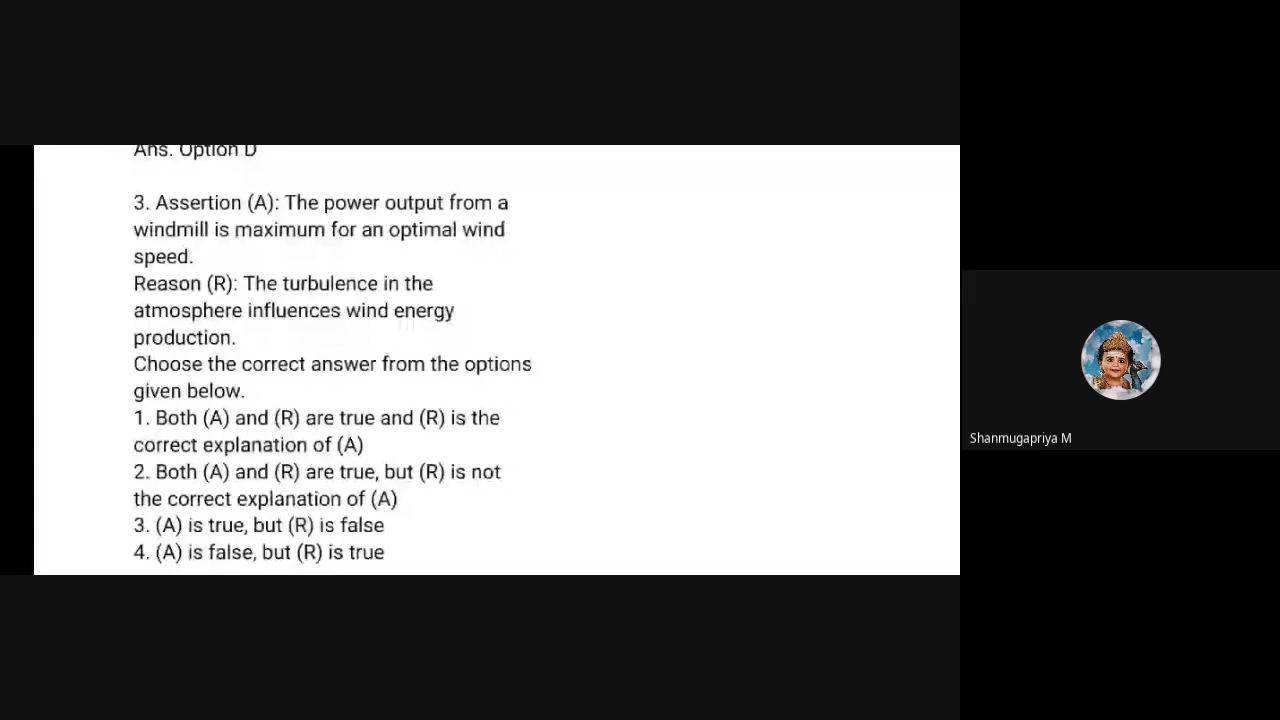 Ans. Option D
3. Assertion (A): The power output from a
windmill is maximum for an optimal wind
speed.
Reason (R): The turbulence in the
atmosphere influences wind energy
production.
Choose the correct answer from the options
given below.
1. Both (A) and (R) are true and (R) is the
correct explanation of (A)
2. Both (A) and (R) are true, but (R) is not
the correct explanation of (A)
3. (A) is true, but (R) is false
4. (A) is false, but (R) is true
Shanmugapriya M